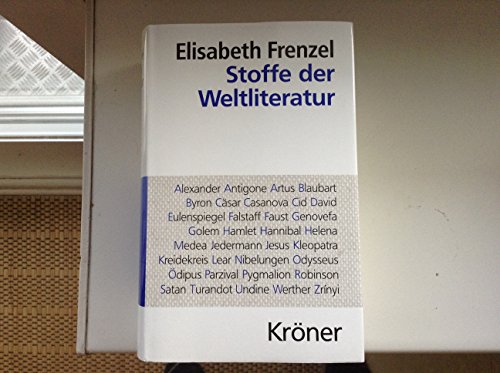 Elisabeth Frenzel
Stoffe der
Weltliteratur
Alexander Antigone Artus Blaubart
Byron Cäsar Casanova Cid David
Eulenspiegel Falstaff Faust Genovefa
Golem Hamlet Hannibal Helena
Medea Jedermann Jesus Kleopatra
Kreidekreis Lear Nibelungen Odysseus
Ödipus Parzival Pygmalion Robinson
Satan Turandot Undine Werther Zrínyi
Kröner